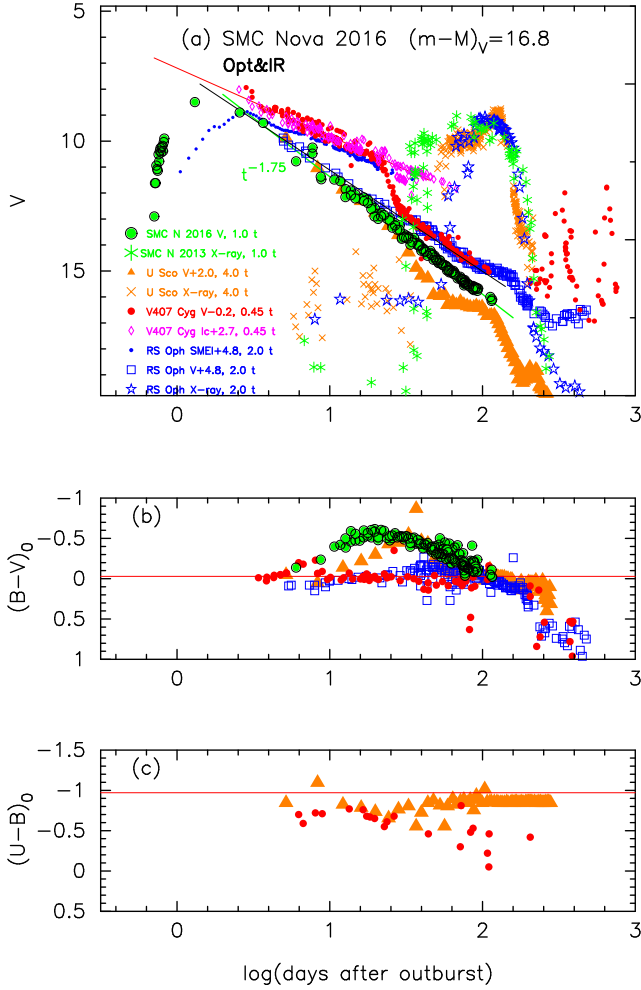 (a) SMC Nova 2016 (m−M)V=16.8
Opt&IR
t−1.75
SMC N 2016 V, 1.0 t
SMC N 2013 X-ray, 1.0 t
U Sco V+2.0, 4.0 t
U Sco X-ray, 4.0 t
V407 Cyg V-0.2, 0.45 t
V407 Cyg Ic+2.7, 0.45 t
RS Oph SMEI+4.8, 2.0 t
RS Oph V+4.8, 2.0 t
RS Oph X-ray, 2.0 t
V
5
10
15
0 1 2 3
(b)
(B−V)0
−1
−0.5
0
0.5
1
0 1 2 3
(c)
(U−B)0
−1.5
−1
−0.5
0
0.5
0 1 2 3
log(days after outburst)